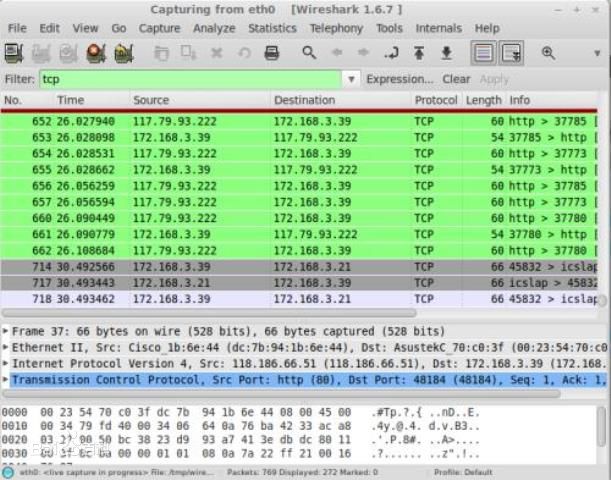 Capturing from eth0 [Wireshark 1.6.7 ]
File Edit View Go Capture Analyze Statistics Telephony Tools Internals Help
Filter: tcp Expression... Clear Apply
No. Time Source Destination Protocol Length Info
652 26.027940 117.79.93.222 172.168.3.39 TCP 60 http > 37785 [
653 26.028098 172.168.3.39 117.79.93.222 TCP 54 37785 > http [
654 26.028531 117.79.93.222 172.168.3.39 TCP 60 http > 37773 [
655 26.028662 172.168.3.39 117.79.93.222 TCP 54 37773 > http [
656 26.056259 117.79.93.222 172.168.3.39 TCP 60 http > 37785 [
657 26.056594 117.79.93.222 172.168.3.39 TCP 60 http > 37773 [
660 26.090449 117.79.93.222 172.168.3.39 TCP 60 http > 37780 [
661 26.090779 172.168.3.39 117.79.93.222 TCP 54 37780 > http [
662 26.108684 117.79.93.222 172.168.3.39 TCP 60 http > 37780 [
714 30.492566 172.168.3.39 172.168.3.21 TCP 66 45832 > icslap
717 30.493443 172.168.3.21 172.168.3.39 TCP 66 icslap > 45832
718 30.493462 172.168.3.39 172.168.3.21 TCP 66 45832 > icslap
Frame 37: 66 bytes on wire (528 bits), 66 bytes captured (528 bits)
Ethernet II, Src: Cisco_1b:6e:44 (dc:7b:94:1b:6e:44), Dst: AsustekC_70:c0:3f (00:23:54:70:c0
Internet Protocol Version 4, Src: 118.186.66.51 (118.186.66.51), Dst: 172.168.3.39 (172.168.
Transmission Control Protocol, Src Port: http (80), Dst Port: 48184 (48184), Seq: 1, Ack: 1,
0000 00 23 54 70 c0 3f dc 7b 94 1b 6e 44 08 00 45 00 .#Tp.?.{ ..nD..E.
0010 00 34 79 fd 40 00 34 06 64 0a 76 ba 42 33 ac a8 .4y.@.4. d.v.B3..
0020 03 00 50 bc 38 23 d9 93 a7 41 3e db dc 80 11 .'.P.8#.. .A>....
0030 00 01 01 08 0a 7a 22 ff 21 00 16 .?...... ..z".!..
eth0: <live capture in progress> File: /tmp/wire... Packets: 769 Displayed: 272 Marked: 0 Profile: Default